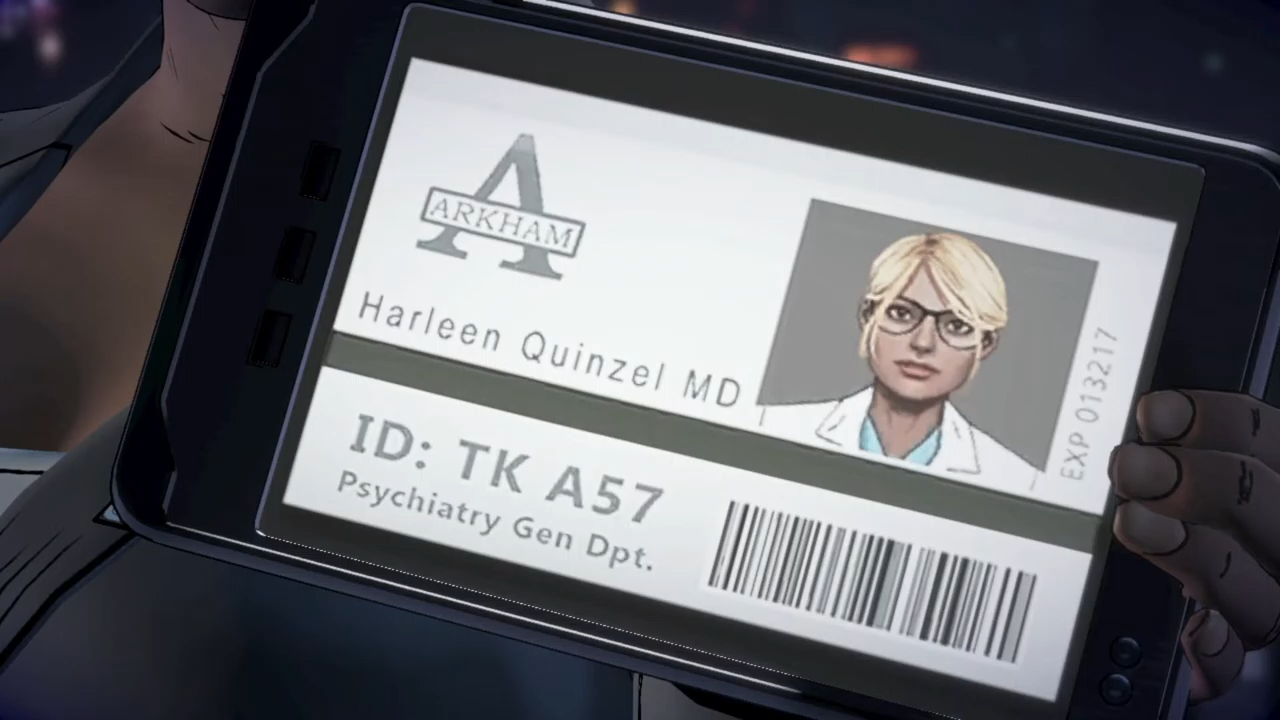 ARKHAM
Harleen Quinzel MD
EXP 013217
ID: TK A57
Psychiatry Gen Dpt.